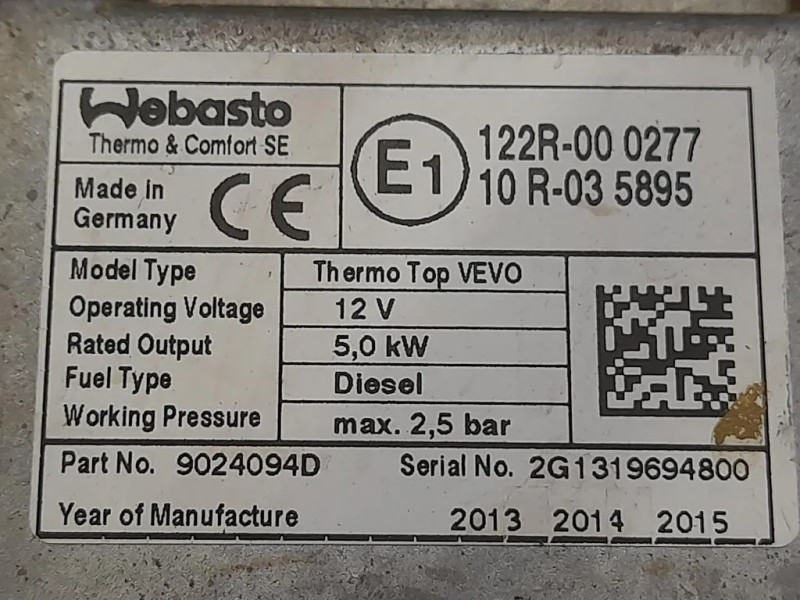 Webasto
Thermo & Comfort SE
Made in
Germany
CE
E1
122R-00 0277
10 R-03 5895
Model Type Thermo Top VEVO
Operating Voltage 12 V
Rated Output 5,0 kW
Fuel Type Diesel
Working Pressure max. 2,5 bar
Part No. 9024094D Serial No. 2G1319694800
Year of Manufacture 2013 2014 2015